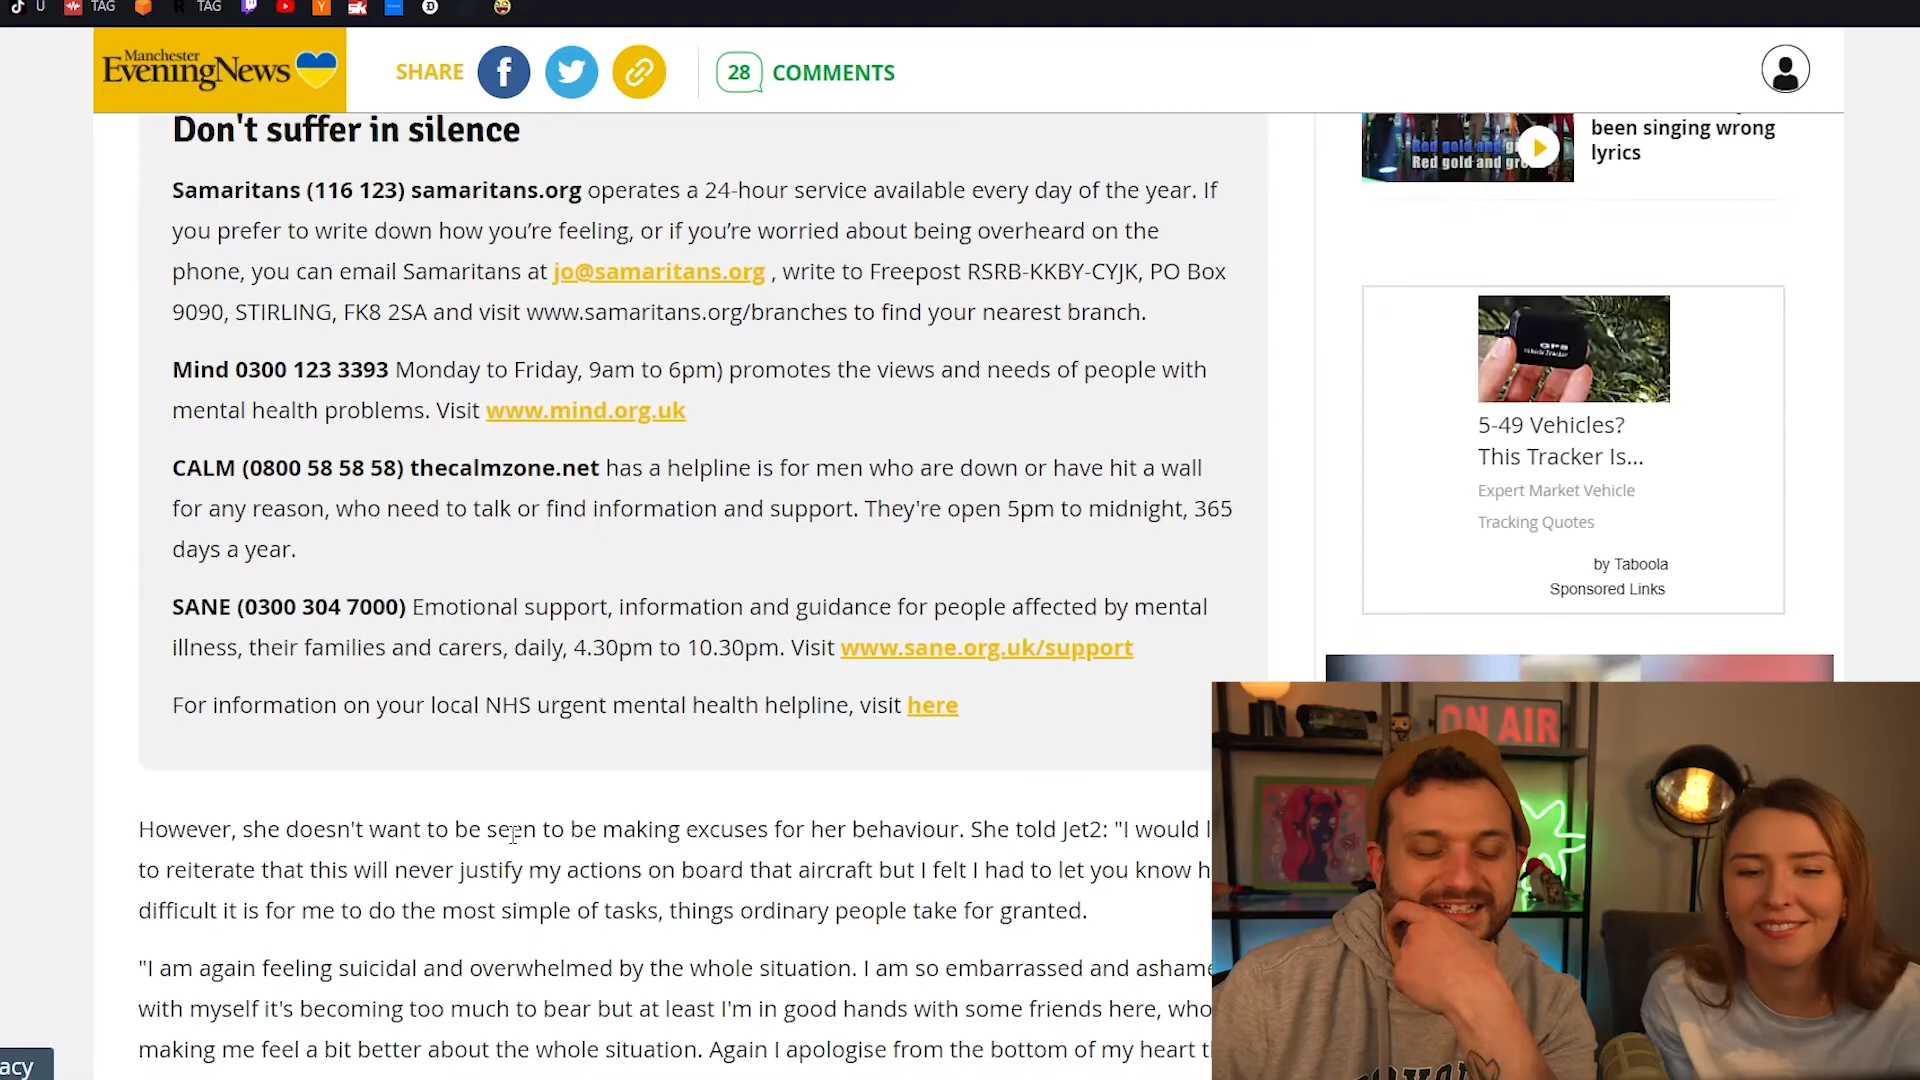 U
TAG
TAG
Manchester
Evening News
SHARE
28 COMMENTS
Don't suffer in silence
Samaritans (116 123) samaritans.org operates a 24-hour service available every day of the year. If
you prefer to write down how you’re feeling, or if you’re worried about being overheard on the
phone, you can email Samaritans at jo@samaritans.org , write to Freepost RSRB-KKBY-CYJK, PO Box
9090, STIRLING, FK8 2SA and visit www.samaritans.org/branches to find your nearest branch.
Mind 0300 123 3393 Monday to Friday, 9am to 6pm) promotes the views and needs of people with
mental health problems. Visit www.mind.org.uk
CALM (0800 58 58 58) thecalmzone.net has a helpline is for men who are down or have hit a wall
for any reason, who need to talk or find information and support. They're open 5pm to midnight, 365
days a year.
SANE (0300 304 7000) Emotional support, information and guidance for people affected by mental
illness, their families and carers, daily, 4.30pm to 10.30pm. Visit www.sane.org.uk/support
For information on your local NHS urgent mental health helpline, visit here
However, she doesn't want to be seen to be making excuses for her behaviour. She told Jet2: "I would
to reiterate that this will never justify my actions on board that aircraft but I felt I had to let you know
difficult it is for me to do the most simple of tasks, things ordinary people take for granted.
"I am again feeling suicidal and overwhelmed by the whole situation. I am so embarrassed and
with myself it's becoming too much to bear but at least I'm in good hands with some friends here,
making me feel a bit better about the whole situation. Again I apologise from the bottom of my heart
been singing wrong
lyrics
Red gold and
Red gold and
GPS
Vehicle Tracker
5-49 Vehicles?
This Tracker Is...
Expert Market Vehicle
Tracking Quotes
by Taboola
Sponsored Links
ON AIR